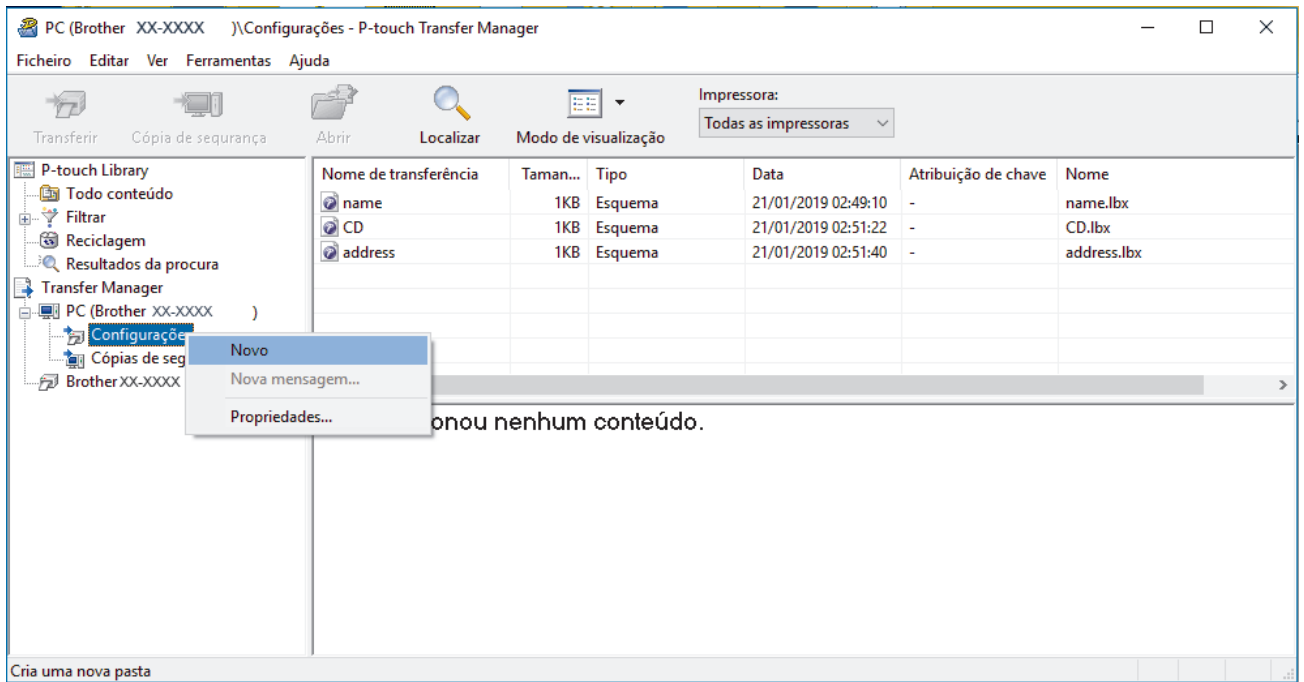 PC (Brother XX-XXXX )\Configurações - P-touch Transfer Manager
Ficheiro Editar Ver Ferramentas Ajuda
Transferir Cópia de sequrança Abrir Localizar Modo de visualização
Impressora:
Todas as impressoras
P-touch Library
Todo conteúdo
Filtrar
Reciclagem
Resultados da procura
Transfer Manager
PC (Brother XX-XXXX )
Configuraçõe
Cópias de seg
Brother XX-XXXX
Novo
Nova mensagem...
Propriedades...
Nome de transferência Taman... Tipo Data Atribuição de chave Nome
name 1KB Esquema 21/01/2019 02:49:10 - name.lbx
CD 1KB Esquema 21/01/2019 02:51:22 - CD.lbx
address 1KB Esquema 21/01/2019 02:51:40 - address.lbx
onou nenhum conteúdo.
Cria uma nova pasta